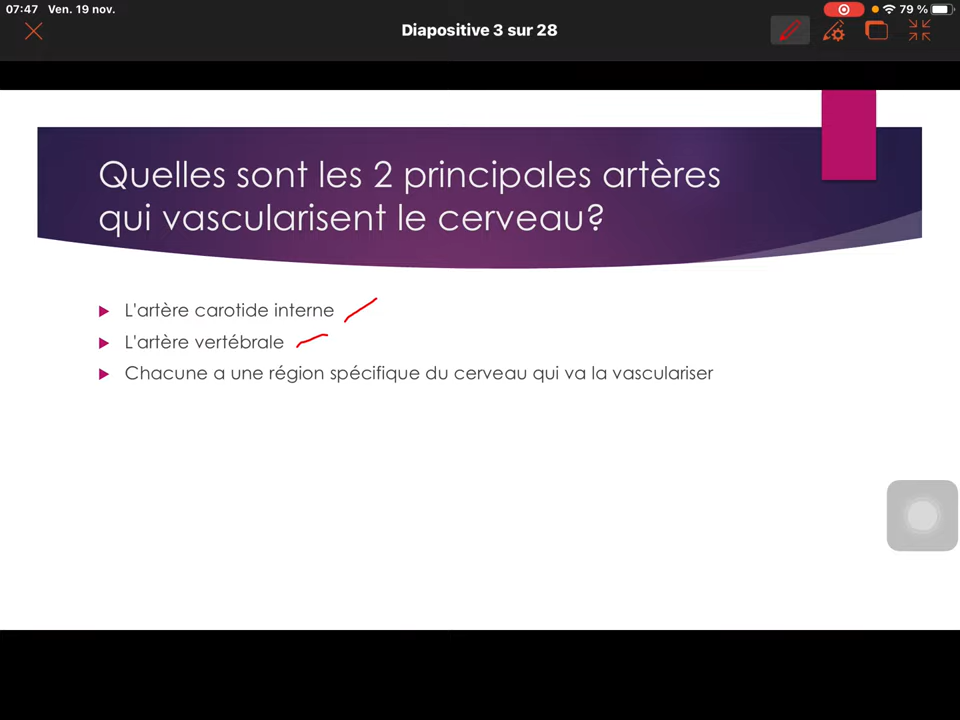 07:47 Ven. 19 nov.
79 %
Diapositive 3 sur 28
Quelles sont les 2 principales artères
qui vascularisent le cerveau?
L'artère carotide interne
L'artère vertébrale
Chacune a une région spécifique du cerveau qui va la vasculariser